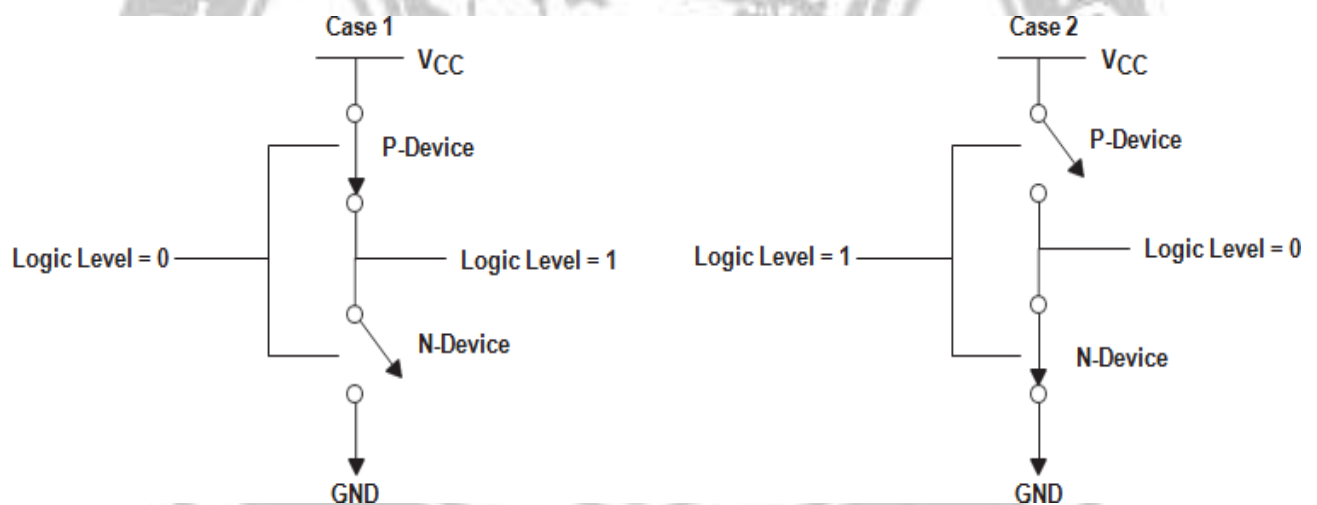 Case 1
VCC
P-Device
Logic Level = 0
Logic Level = 1
N-Device
GND
Case 2
VCC
P-Device
Logic Level = 1
Logic Level = 0
N-Device
GND